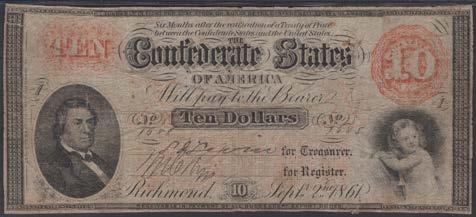 Six Months after the ratification of a Treaty of Peace
between the Confederate States and the United States.
TEN
THE
10
Confederate States
OF AMERICA
Will pay to the Bearer
Ten Dollars
for Treasurer.
for Register.
Richmond
10
Sept. 2nd 1861